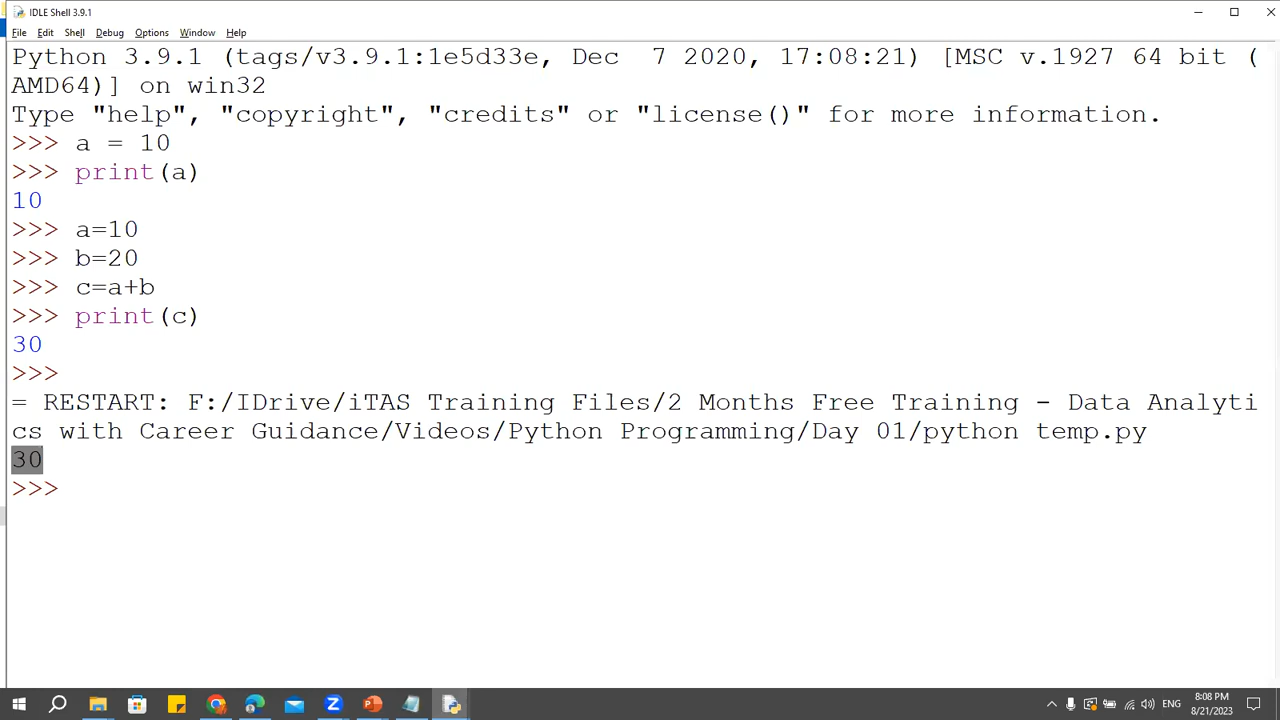 IDLE Shell 3.9.1
File Edit Shell Debug Options Window Help
Python 3.9.1 (tags/v3.9.1:1e5d33e, Dec  7 2020, 17:08:21) [MSC v.1927 64 bit (
AMD64)] on win32
Type "help", "copyright", "credits" or "license()" for more information.
>>> a = 10
>>> print(a)
10
>>> a=10
>>> b=20
>>> c=a+b
>>> print(c)
30
>>>
= RESTART: F:/IDrive/iTAS Training Files/2 Months Free Training - Data Analyti
cs with Career Guidance/Videos/Python Programming/Day 01/python temp.py
30
>>>
ENG
8:08 PM
8/21/2023